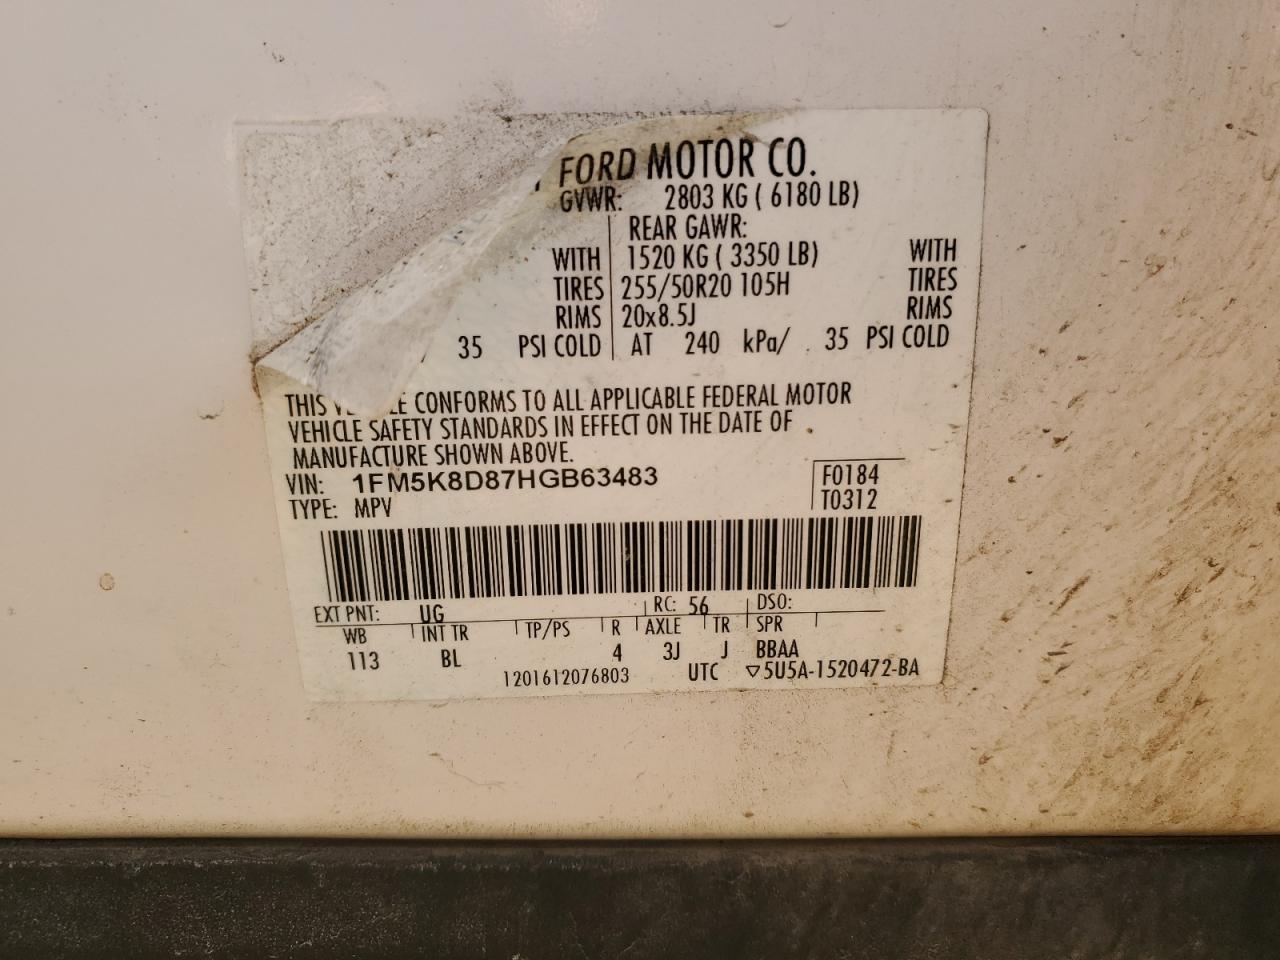 FORD MOTOR CO.
GVWR: 2803 KG ( 6180 LB)
REAR GAWR:
WITH 1520 KG ( 3350 LB) WITH
TIRES 255/50R20 105H TIRES
RIMS 20x8.5J RIMS
35 PSI COLD AT 240 kPa/ 35 PSI COLD
THIS CONFORMS TO ALL APPLICABLE FEDERAL MOTOR
VEHICLE SAFETY STANDARDS IN EFFECT ON THE DATE OF
MANUFACTURE SHOWN ABOVE.
VIN: 1FM5K8D87HGB63483 F0184
TYPE: MPV T0312
EXT PNT: UG RC: 56 DSO:
WB INT TR TP/PS R AXLE TR SPR
113 BL 4 3J J BBAA
1201612076803 UTC ▽5U5A-1520472-BA